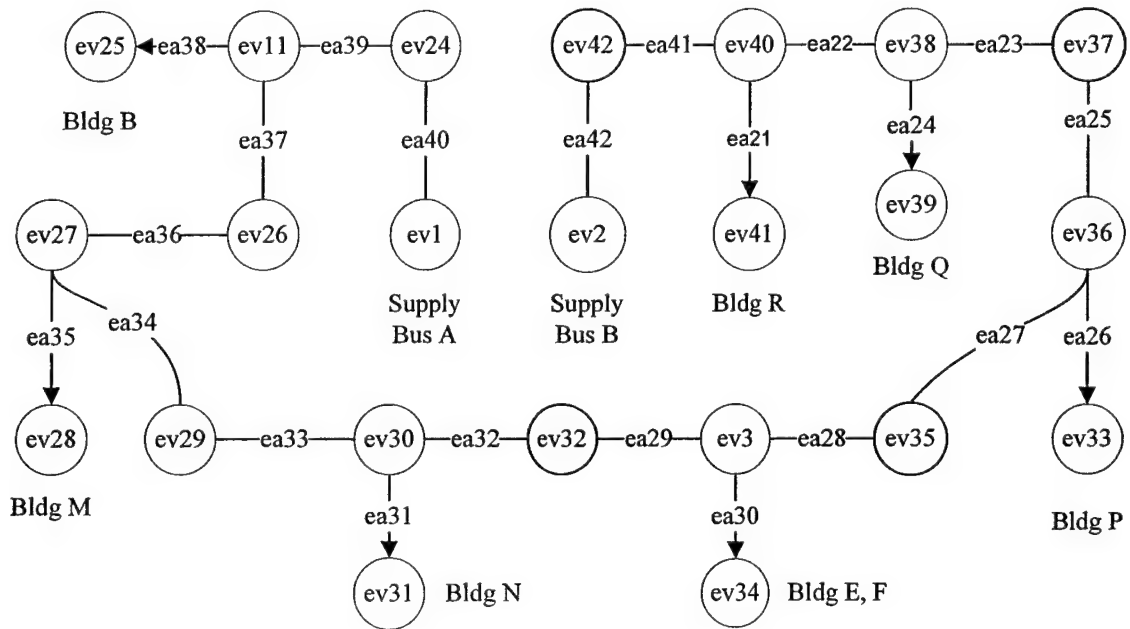 ev25 ea38 ev11 ea39 ev24 ev42 ea41 ev40 ea22 ev38 ea23 ev37
Bldg B
ea37 ea40 ea42 ea21 ea24 ea25
ev27 ea36 ev26 ev1 ev2 ev41 ev39 ev36
Supply
Bus A
Supply
Bus B
Bldg R
Bldg Q
ea35 ea34 ea27 ea26
ev28 ev29 ea33 ev30 ea32 ev32 ea29 ev3 ea28 ev35 ev33
Bldg M
Bldg P
ea31 ea30
ev31 Bldg N ev34 Bldg E, F